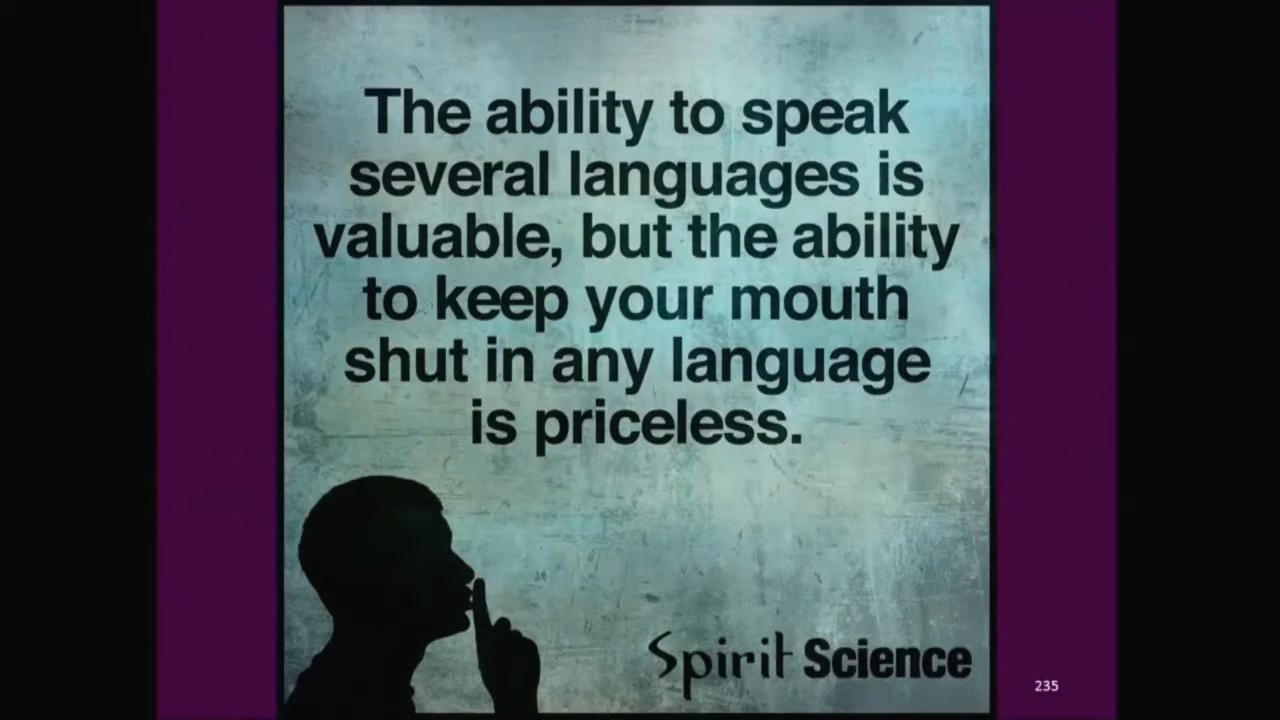 The ability to speak
several languages is
valuable, but the ability
to keep your mouth
shut in any language
is priceless.
Spirit Science
235